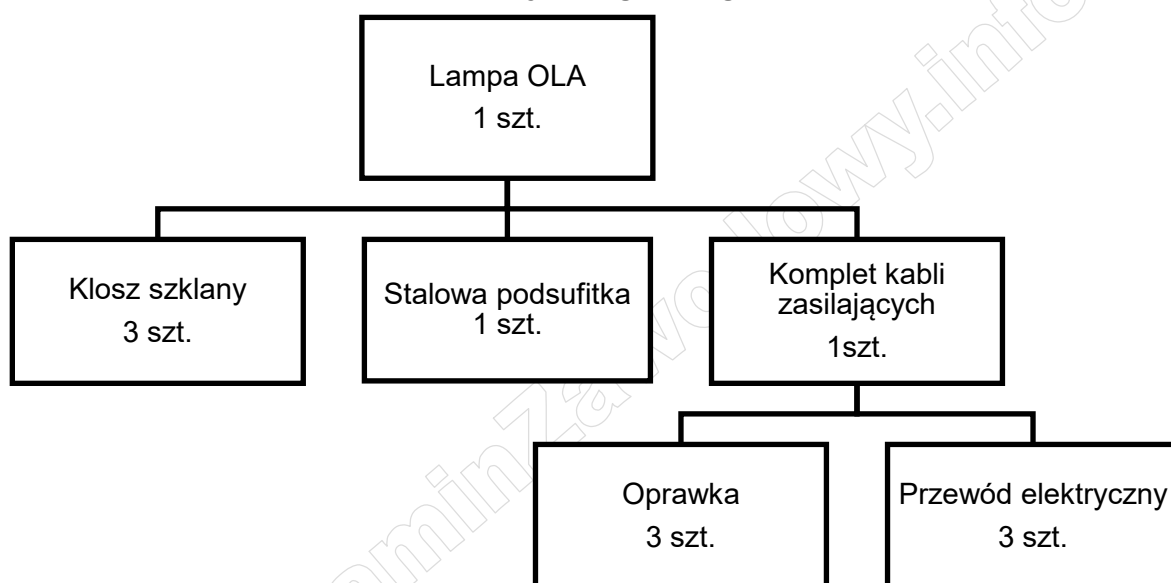 Lampa OLA
1 szt.
Klosz szklany
3 szt.
Stalowa podsufitka
1 szt.
Komplet kabli
zasilających
1szt.
Oprawka
3 szt.
Przewód elektryczny
3 szt.